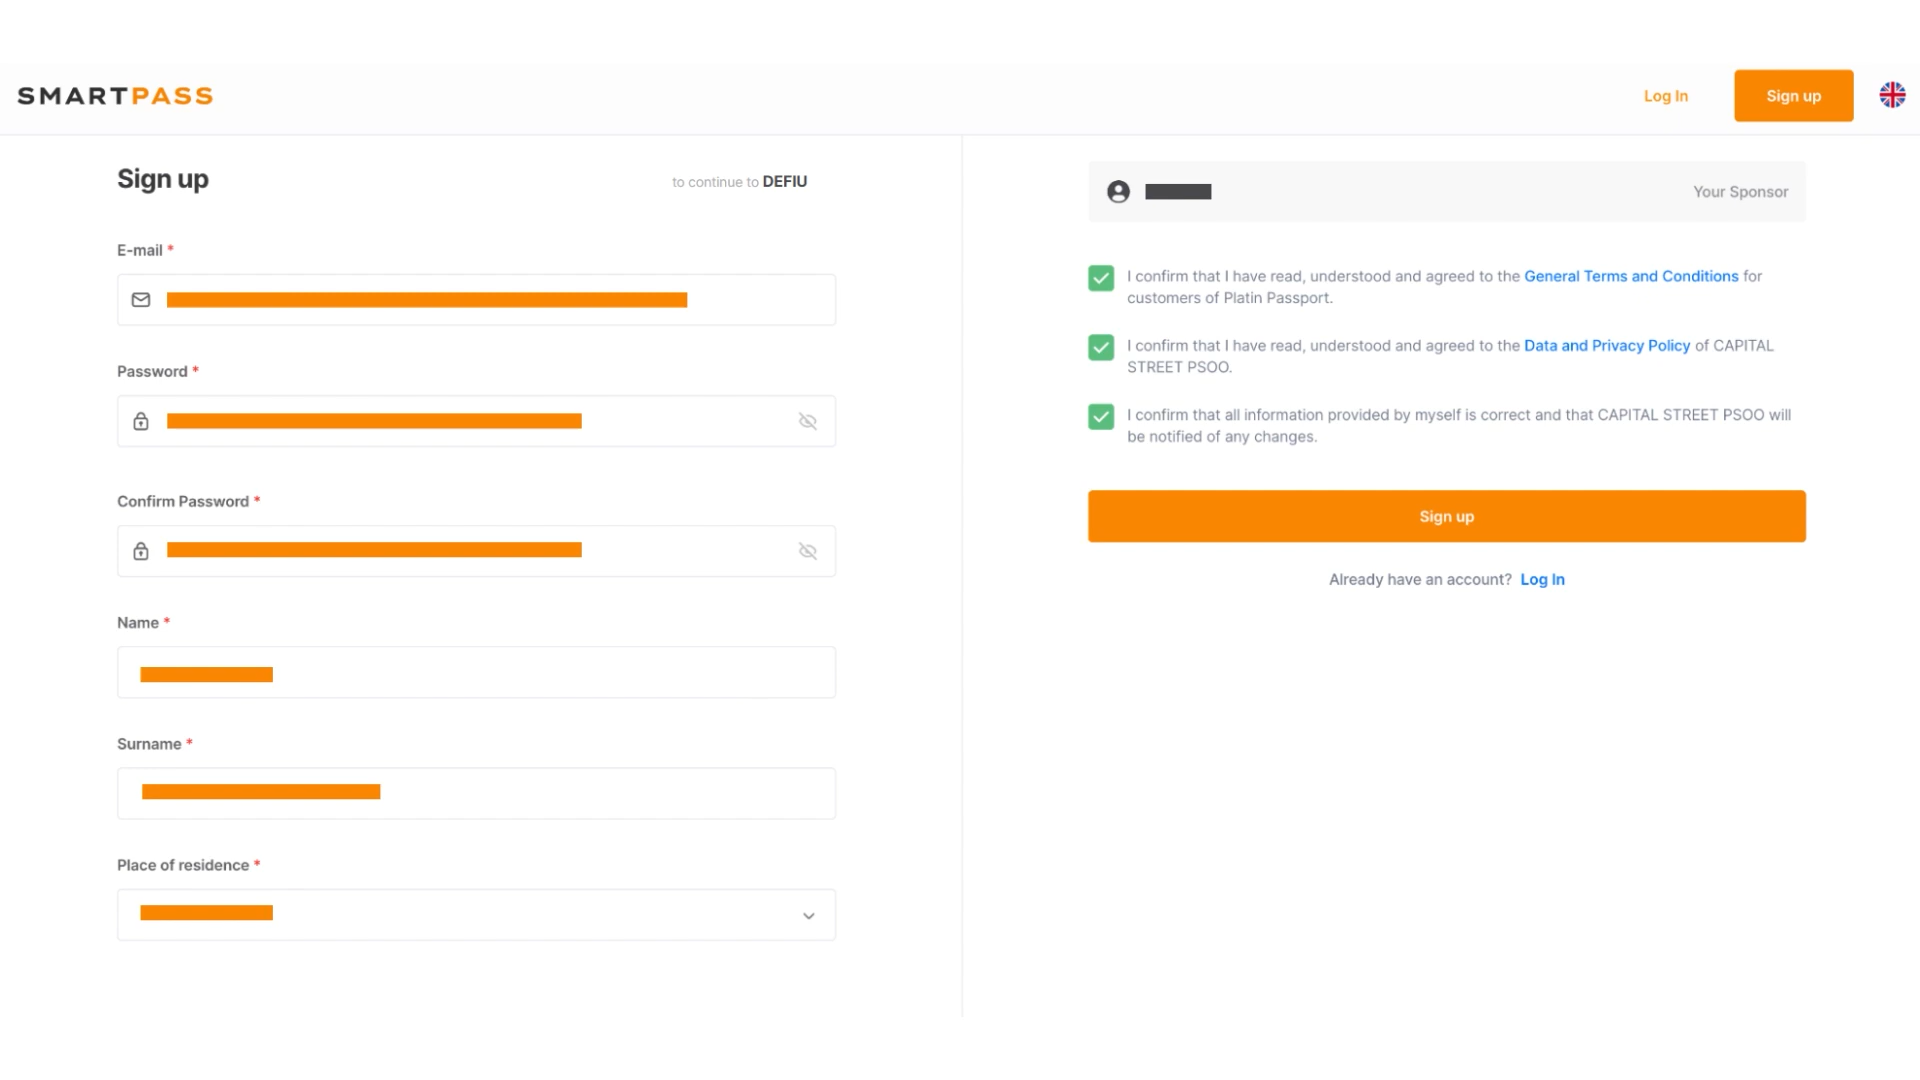 SMARTPASS
Log In
Sign up
Sign up
to continue to DEFIU
E-mail *
Password *
Confirm Password *
Name *
Surname *
Place of residence *
Your Sponsor
I confirm that I have read, understood and agreed to the General Terms and Conditions for
customers of Platin Passport.
I confirm that I have read, understood and agreed to the Data and Privacy Policy of CAPITAL
STREET PSOO.
I confirm that all information provided by myself is correct and that CAPITAL STREET PSOO will
be notified of any changes.
Sign up
Already have an account? Log In